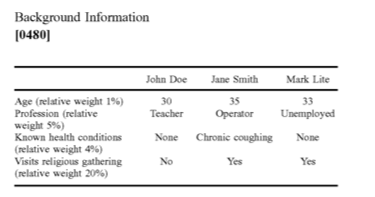 Background Information
[0480]
John Doe Jane Smith Mark Lite
Age (relative weight 1%) 30 35 33
Profession (relative Teacher Operator Unemployed
weight 5%)
Known health conditions None Chronic coughing None
(relative weight 4%)
Visits religious gathering No Yes Yes
(relative weight 20%)